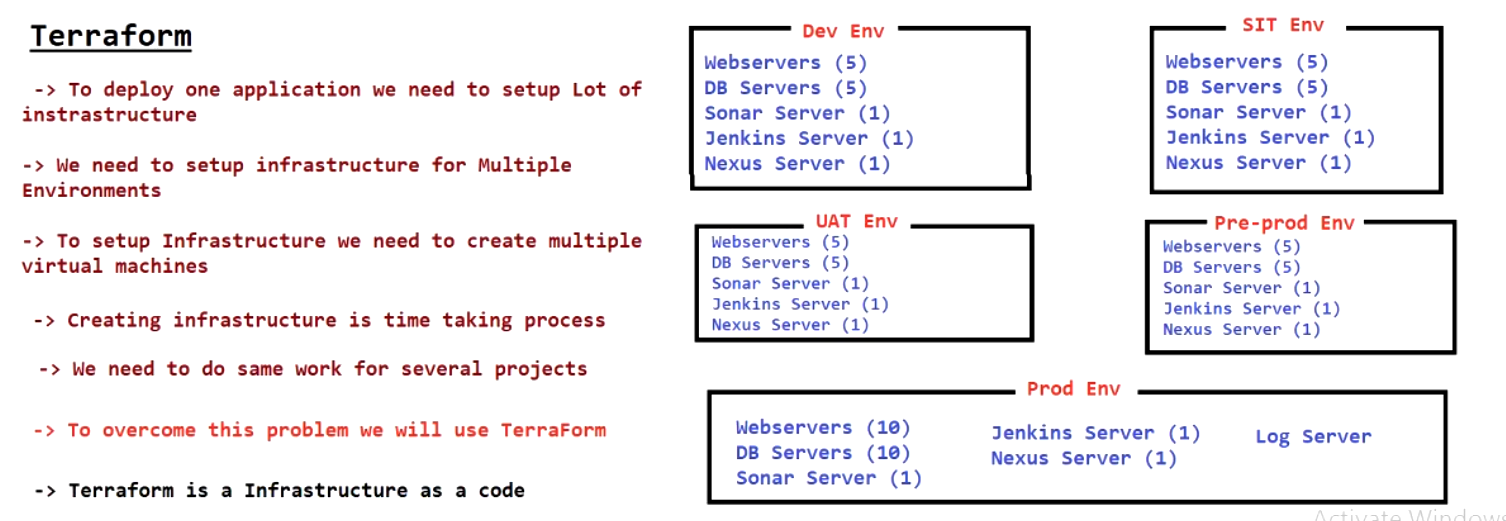 Terraform
-> To deploy one application we need to setup Lot of
instrastructure
-> We need to setup infrastructure for Multiple
Environments
-> To setup Infrastructure we need to create multiple
virtual machines
-> Creating infrastructure is time taking process
-> We need to do same work for several projects
-> To overcome this problem we will use TerraForm
-> Terraform is a Infrastructure as a code
Dev Env
Webservers (5)
DB Servers (5)
Sonar Server (1)
Jenkins Server (1)
Nexus Server (1)
SIT Env
Webservers (5)
DB Servers (5)
Sonar Server (1)
Jenkins Server (1)
Nexus Server (1)
UAT Env
Webservers (5)
DB Servers (5)
Sonar Server (1)
Jenkins Server (1)
Nexus Server (1)
Pre-prod Env
Webservers (5)
DB Servers (5)
Sonar Server (1)
Jenkins Server (1)
Nexus Server (1)
Prod Env
Webservers (10)
DB Servers (10)
Sonar Server (1)
Jenkins Server (1)
Nexus Server (1)
Log Server
Activate Windows